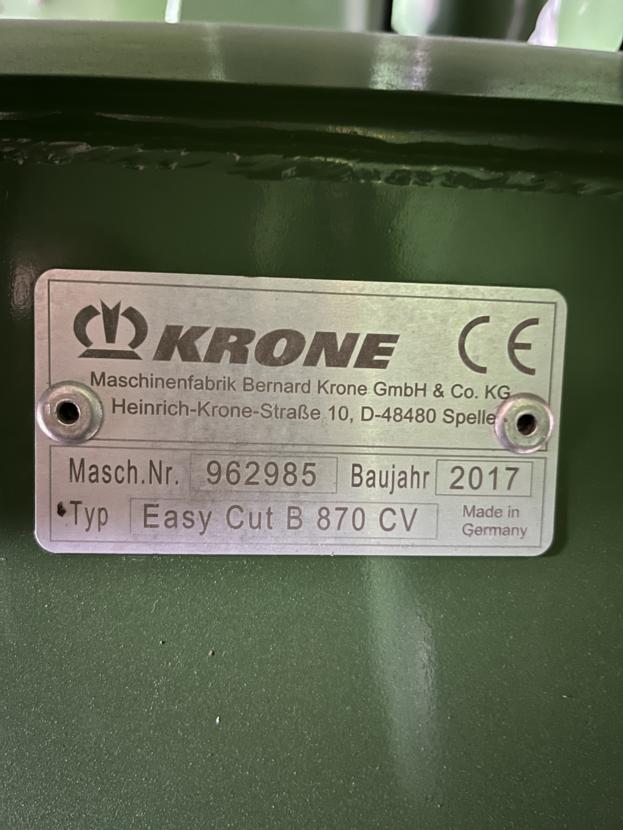 KRONE CE
Maschinenfabrik Bernard Krone GmbH & Co. KG
Heinrich-Krone-Straße 10, D-48480 Spelle
Masch.Nr. 962985 Baujahr 2017
Typ Easy Cut B 870 CV Made in
Germany